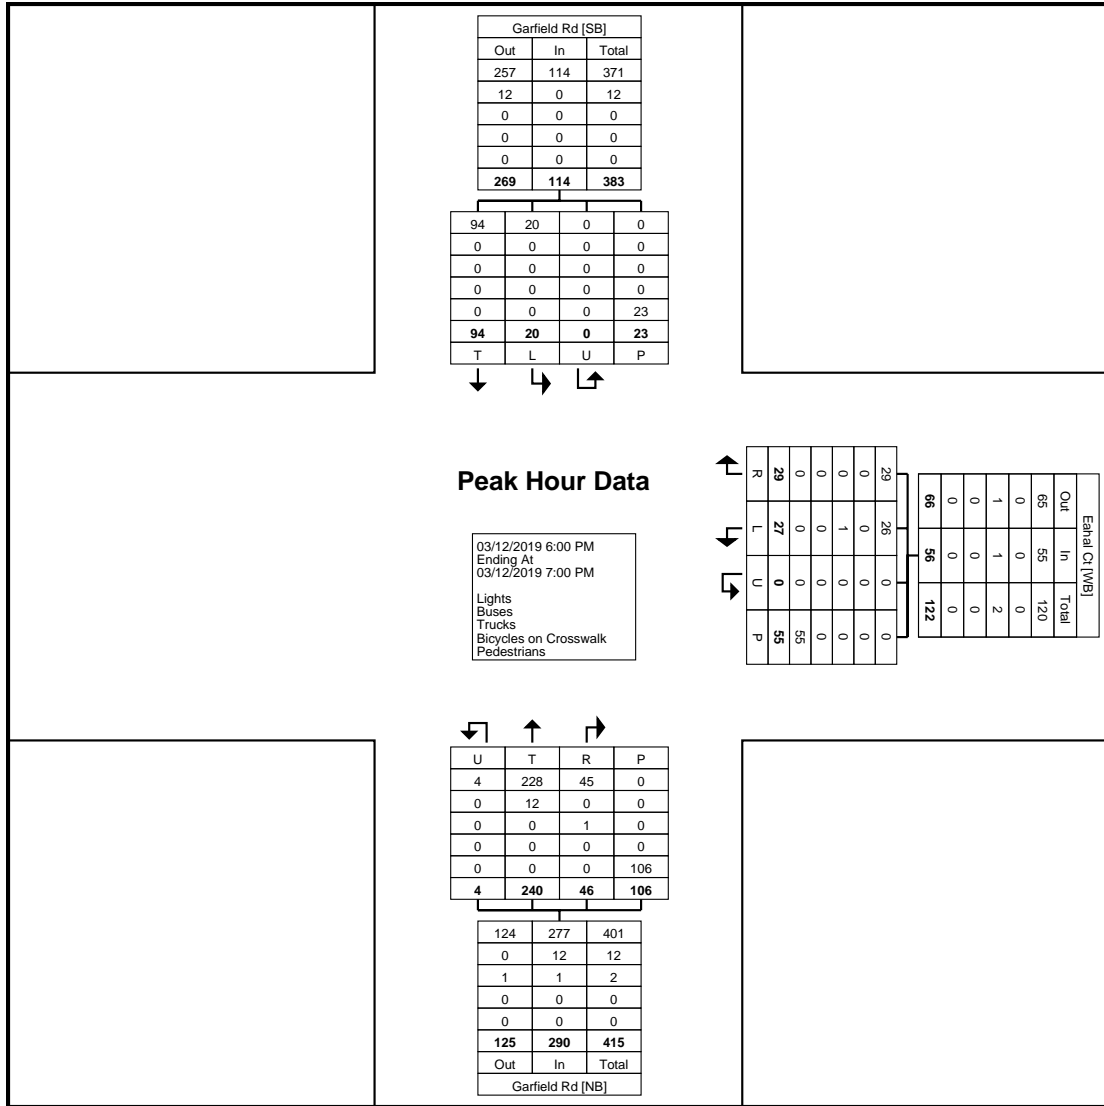 Garfield Rd [SB]
Out In Total
257 114 371
12 0 12
0 0 0
0 0 0
0 0 0
269 114 383
94 20 0 0
0 0 0 0
0 0 0 0
0 0 0 0
0 0 0 23
94 20 0 23
T L U P
Peak Hour Data
03/12/2019 6:00 PM
Ending At
03/12/2019 7:00 PM
Lights
Buses
Trucks
Bicycles on Crosswalk
Pedestrians
Eahal Ct [WB]
Out In Total
65 55 120
0 0 0
1 1 2
0 0 0
0 0 0
66 56 122
29 26 0 0
0 0 0 0
0 1 0 0
0 0 0 0
0 0 0 55
29 27 0 55
R L U P
U T R P
4 228 45 0
0 12 0 0
0 0 1 0
0 0 0 0
0 0 0 106
4 240 46 106
124 277 401
0 12 12
1 1 2
0 0 0
0 0 0
125 290 415
Out In Total
Garfield Rd [NB]